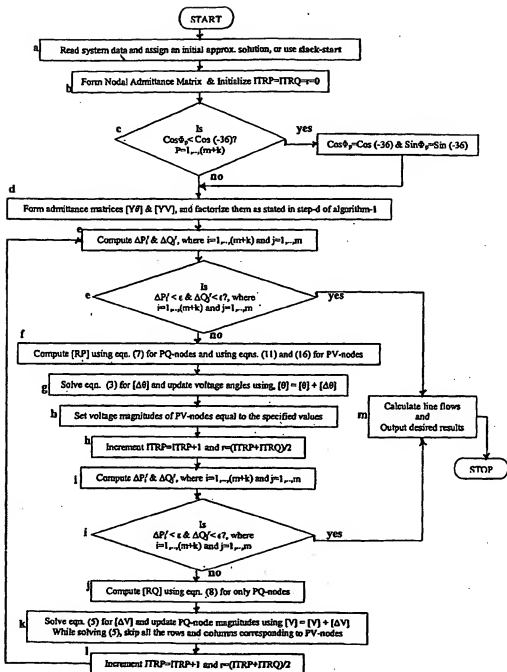 START
a
Read system data and assign an initial approx. solution, or use slack-start
b
Form Nodal Admittance Matrix & Initialize ITRP=ITRQ=r=0
c
Is
CosΦp< Cos (-36)?
P=1,..,(m+k)
yes
CosΦp=Cos (-36) & SinΦp=Sin (-36)
no
d
Form admittance matrices [Yθ] & [YV], and factorize them as stated in step-d of algorithm-1
e
Compute ΔPiʳ & ΔQjʳ, where i=1,..,(m+k) and j=1,..,m
e
Is
ΔPiʳ < ε & ΔQjʳ < ε?, where
i=1,..,(m+k) and j=1,..,m
yes
no
f
Compute [RP] using eqn. (7) for PQ-nodes and using eqns. (11) and (16) for PV-nodes
g
Solve eqn. (3) for [Δθ] and update voltage angles using, [θ] = [θ] + [Δθ]
h
Set voltage magnitudes of PV-nodes equal to the specified values
h
Increment ITRP=ITRP+1 and r=(ITRP+ITRQ)/2
i
Compute ΔPiʳ & ΔQjʳ, where i=1,..,(m+k) and j=1,..,m
i
Is
ΔPiʳ < ε & ΔQjʳ < ε?, where
i=1,..,(m+k) and j=1,..,m
yes
no
m
Calculate line flows
and
Output desired results
STOP
j
Compute [RQ] using eqn. (8) for only PQ-nodes
k
Solve eqn. (5) for [ΔV] and update PQ-node magnitudes using [V] = [V] + [ΔV]
While solving (5), skip all the rows and columns corresponding to PV-nodes
l
Increment ITRP=ITRP+1 and r=(ITRP+ITRQ)/2